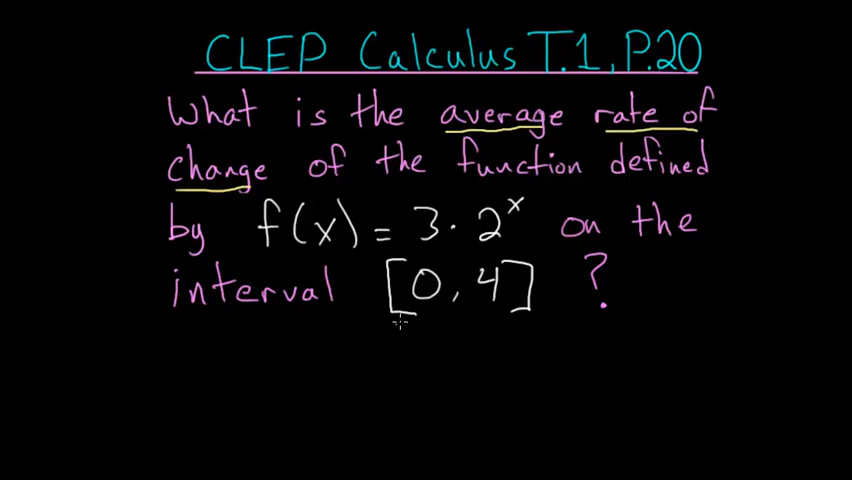 CLEP Calculus T.1, P.20
What is the average rate of
change of the function defined
by f(x) = 3 · 2ˣ on the
interval [0, 4] ?